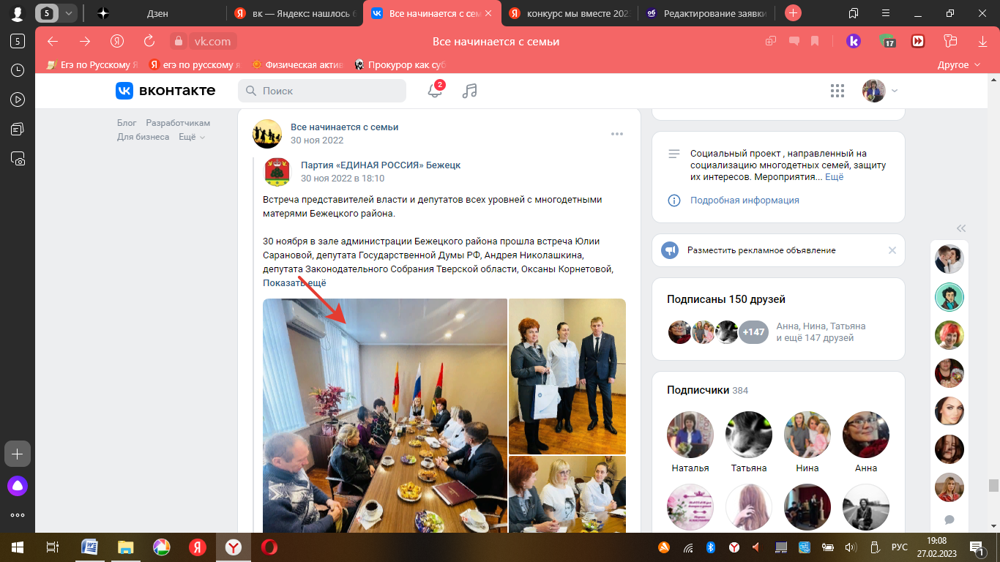 5
Дзен
вк — Яндекс: нашлось 6
Все начинается с сем
конкурс мы вместе 202
Редактирование заявки
5
vk.com
Все начинается с семьи
17
Егэ по Русскому Я
егэ по русскому я
Физическая актив
Прокурор как суб
Другое
вконтакте
Поиск
2
Блог Разработчикам
Для бизнеса Ещё
Все начинается с семьи
30 ноя 2022
Партия «ЕДИНАЯ РОССИЯ» Бежецк
30 ноя 2022 в 18:10
Встреча представителей власти и депутатов всех уровней с многодетными
матерями Бежецкого района.
30 ноября в зале администрации Бежецкого района прошла встреча Юлии
Сарановой, депутата Государственной Думы РФ, Андрея Николашкина,
депутата Законодательного Собрания Тверской области, Оксаны Корнетовой,
Показать ещё
Социальный проект , направленный на
социализацию многодетных семей, защиту
их интересов. Мероприятия... Ещё
Подробная информация
Разместить рекламное объявление
Подписаны 150 друзей
+147
Анна, Нина, Татьяна
и ещё 147 друзей
Подписчики 384
Наталья
Татьяна
Нина
Анна
РУС
19:08
27.02.2023
1